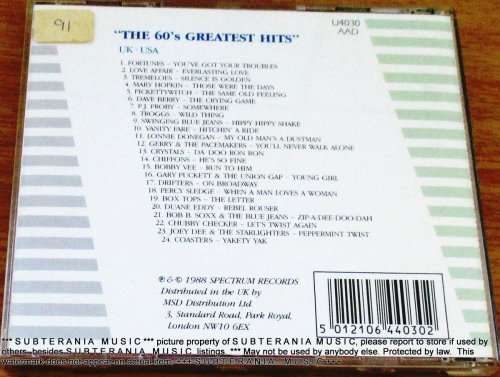 91
"THE 60's GREATEST HITS"
U4030
AAD
UK - USA
1. FORTUNES - YOU'VE GOT YOUR TROUBLES
2. LOVE AFFAIR - EVERLASTING LOVE
3. TREMELOES - SILENCE IS GOLDEN
4. MARY HOPKIN - THOSE WERE THE DAYS
5. PICKETTYWITCH - THE SAME OLD FEELING
6. DAVE BERRY - THE CRYING GAME
7. P.J. PROBY - SOMEWHERE
8. TROGGS - WILD THING
9. SWINGING BLUE JEANS - HIPPY HIPPY SHAKE
10. VANITY FARE - HITCHIN' A RIDE
11. LONNIE DONEGAN - MY OLD MAN'S A DUSTMAN
12. GERRY & THE PACEMAKERS - YOU'LL NEVER WALK ALONE
13. CRYSTALS - DA DOO RON RON
14. CHIFFONS - HE'S SO FINE
15. BOBBY VEE - RUN TO HIM
16. GARY PUCKETT & THE UNION GAP - YOUNG GIRL
17. DRIFTERS - ON BROADWAY
18. PERCY SLEDGE - WHEN A MAN LOVES A WOMAN
19. BOX TOPS - THE LETTER
20. DUANE EDDY - REBEL ROUSER
21. BOB B. SOXX & THE BLUE JEANS - ZIP-A-DEE-DOO-DAH
22. CHUBBY CHECKER - LET'S TWIST AGAIN
23. JOEY DEE & THE STARLIGHTERS - PEPPERMINT TWIST
24. COASTERS - YAKETY YAK
℗ & © 1988 SPECTRUM RECORDS
Distributed in the UK by
MSD Distribution Ltd.
3, Standard Road, Park Royal,
London NW10 6EX
5 012106 440302
*** S U B T E R A N I A M U S I C *** picture property of S U B T E R A N I A M U S I C, please report to store if used by
others besides S U B T E R A N I A M U S I C listings. *** May not be used by anybody else. Protected by law. This
watermark does not appear on actual item. *** S U B T E R A N I A M U S I C ***